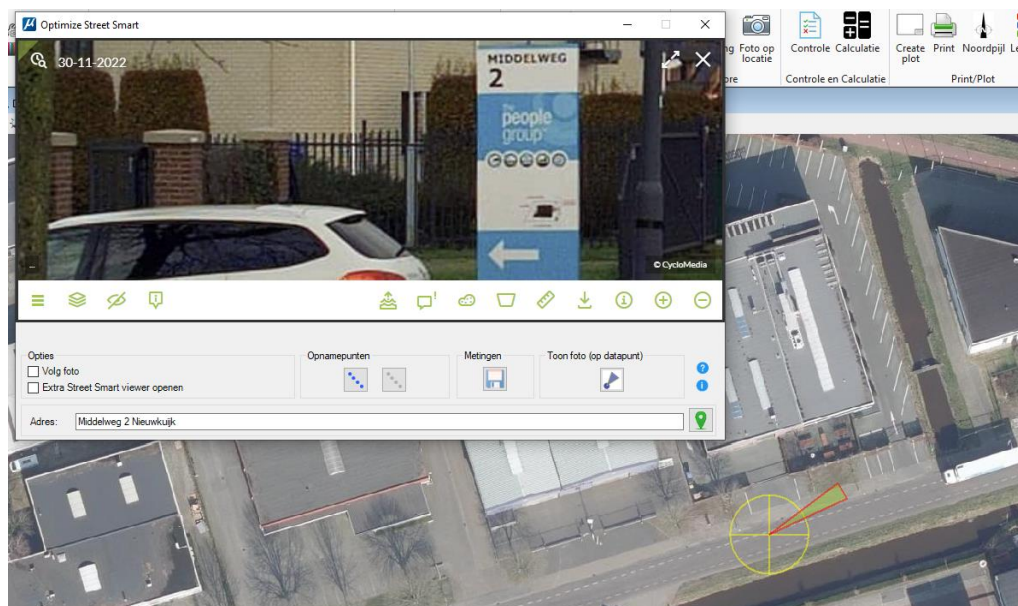 Optimize Street Smart
30-11-2022
MIDDELWEG
2
the
people
group
© CycloMedia
Opties
Volg foto
Extra Street Smart viewer openen
Opnamepunten
Metingen
Toon foto (op datapunt)
Adres:
Middelweg 2 Nieuwkuijk
Foto op
locatie
Controle
Calculatie
Controle en Calculatie
Create
plot
Print
Noordpijl
Print/Plot